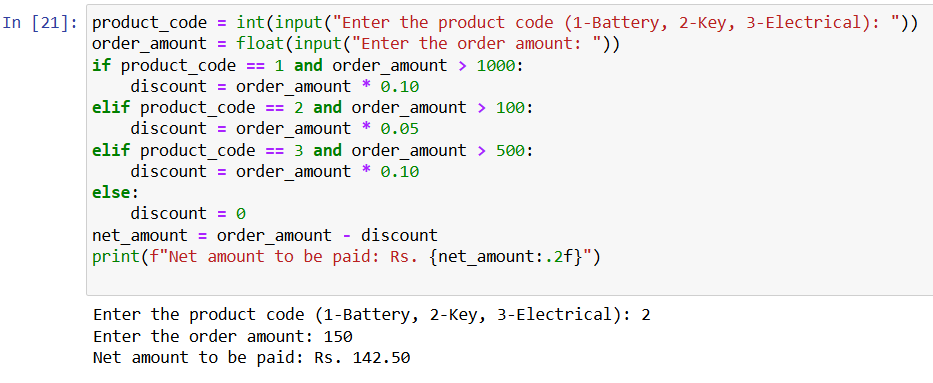 In [21]: product_code = int(input("Enter the product code (1-Battery, 2-Key, 3-Electrical): "))
order_amount = float(input("Enter the order amount: "))
if product_code == 1 and order_amount > 1000:
    discount = order_amount * 0.10
elif product_code == 2 and order_amount > 100:
    discount = order_amount * 0.05
elif product_code == 3 and order_amount > 500:
    discount = order_amount * 0.10
else:
    discount = 0
net_amount = order_amount - discount
print(f"Net amount to be paid: Rs. {net_amount:.2f}")
Enter the product code (1-Battery, 2-Key, 3-Electrical): 2
Enter the order amount: 150
Net amount to be paid: Rs. 142.50